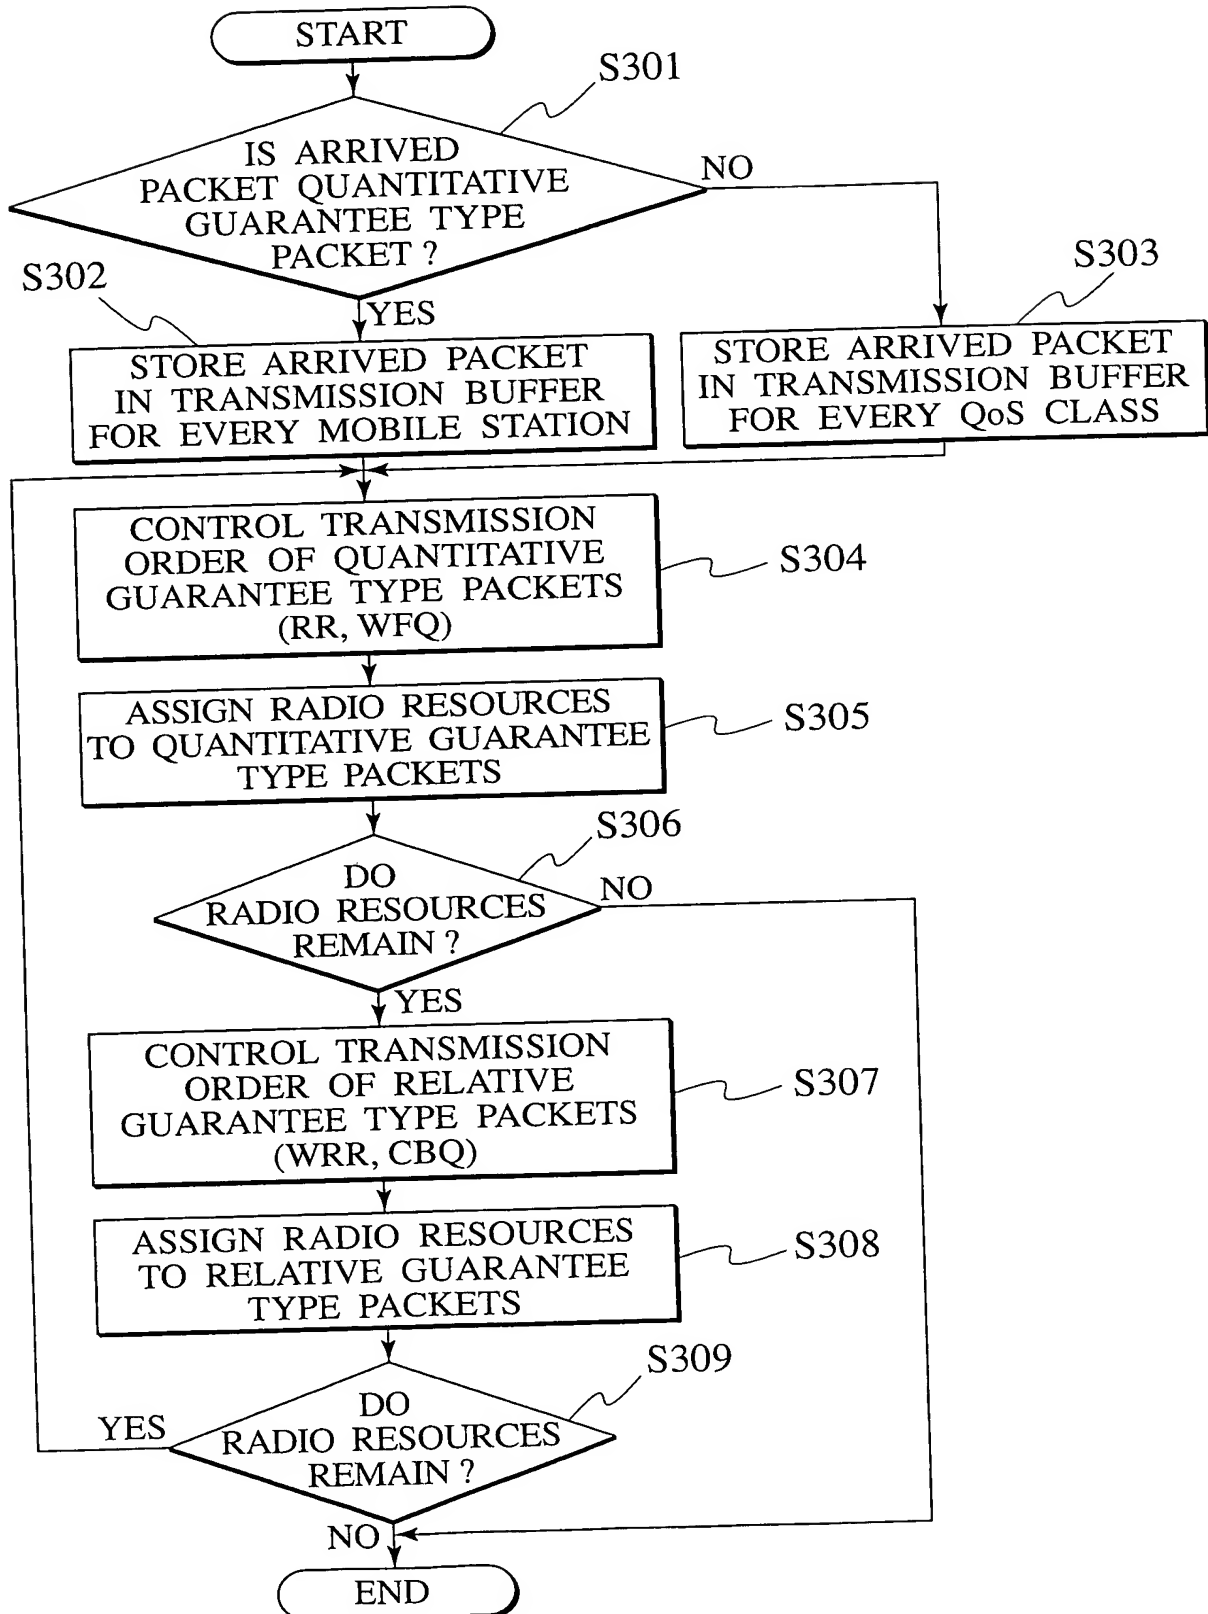 START
S301
IS ARRIVED
PACKET QUANTITATIVE
GUARANTEE TYPE
PACKET ?
NO
S302
YES
S303
STORE ARRIVED PACKET
IN TRANSMISSION BUFFER
FOR EVERY MOBILE STATION
STORE ARRIVED PACKET
IN TRANSMISSION BUFFER
FOR EVERY QoS CLASS
CONTROL TRANSMISSION
ORDER OF QUANTITATIVE
GUARANTEE TYPE PACKETS
(RR, WFQ)
S304
ASSIGN RADIO RESOURCES
TO QUANTITATIVE GUARANTEE
TYPE PACKETS
S305
S306
DO
RADIO RESOURCES
REMAIN ?
NO
YES
CONTROL TRANSMISSION
ORDER OF RELATIVE
GUARANTEE TYPE PACKETS
(WRR, CBQ)
S307
ASSIGN RADIO RESOURCES
TO RELATIVE GUARANTEE
TYPE PACKETS
S308
S309
YES
DO
RADIO RESOURCES
REMAIN ?
NO
END